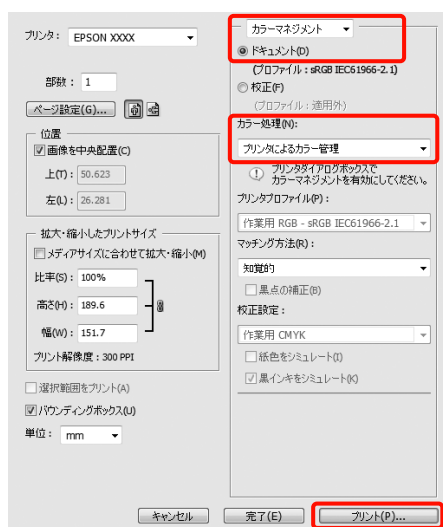 プリンタ: EPSON XXXX
部数: 1
ページ設定(G)...
位置
画像を中央配置(C)
上(T): 50.623
左(L): 26.281
拡大・縮小したプリントサイズ
メディアサイズに合わせて拡大・縮小(M)
比率(S): 100%
高さ(H): 189.6
幅(W): 151.7
プリント解像度:300 PPI
選択範囲をプリント(A)
バウンディングボックス(U)
単位: mm
カラーマネジメント
ドキュメント(D)
(プロファイル:sRGB IEC61966-2.1)
校正(F)
(プロファイル:適用外)
カラー処理(N):
プリンタによるカラー管理
プリンタダイアログボックスで
カラーマネジメントを有効にしてください。
プリンタプロファイル(P):
作業用 RGB - sRGB IEC61966-2.1
マッチング方法(R):
知覚的
黒点の補正(B)
校正設定:
作業用 CMYK
紙色をシミュレート(I)
黒インキをシミュレート(K)
キャンセル
完了(E)
プリント(P)...